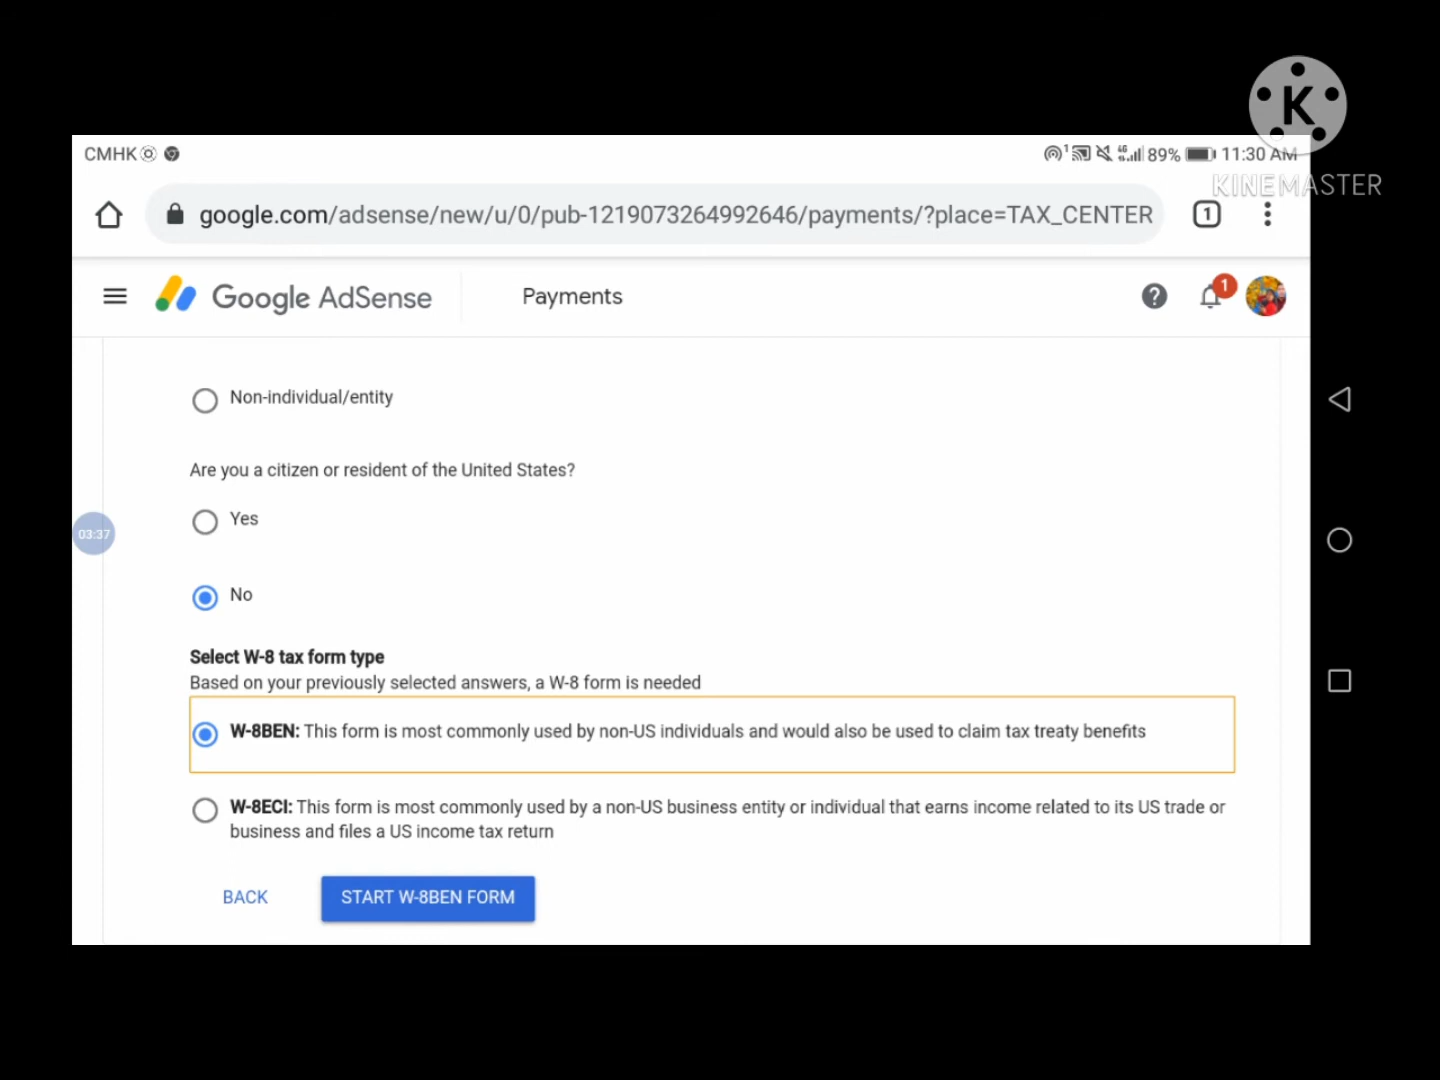 CMHK
1 4G 89% 11:30 AM
K
KINEMASTER
google.com/adsense/new/u/0/pub-1219073264992646/payments/?place=TAX_CENTER
1
Google AdSense
Payments
1
Non-individual/entity
Are you a citizen or resident of the United States?
Yes
03:37
No
Select W-8 tax form type
Based on your previously selected answers, a W-8 form is needed
W-8BEN: This form is most commonly used by non-US individuals and would also be used to claim tax treaty benefits
W-8ECI: This form is most commonly used by a non-US business entity or individual that earns income related to its US trade or
business and files a US income tax return
BACK
START W-8BEN FORM